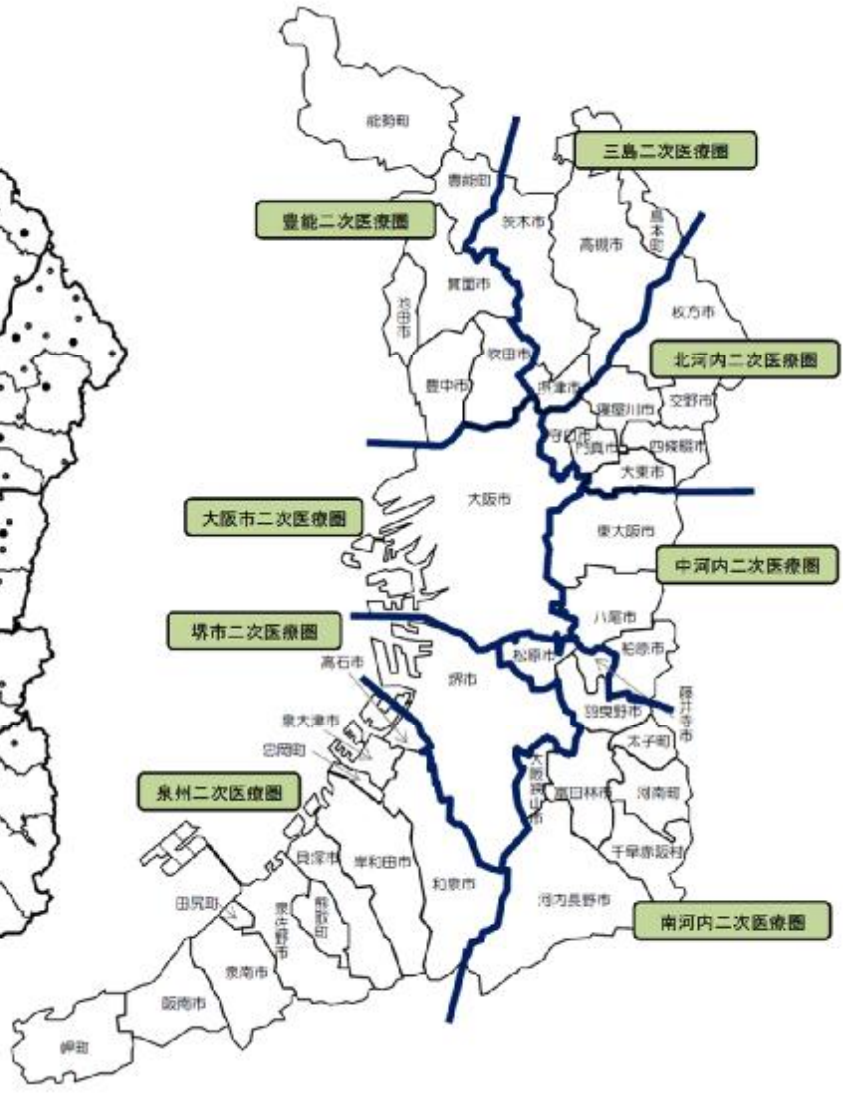 能勢町
三島二次医療圏
豊能町
豊能二次医療圏
茨木市
島本町
高槻市
箕面市
池田市
枚方市
吹田市
北河内二次医療圏
豊中市
摂津市
寝屋川市
交野市
守口市
門真市
四條畷市
大東市
大阪市
大阪市二次医療圏
東大阪市
中河内二次医療圏
八尾市
堺市二次医療圏
松原市
柏原市
高石市
堺市
藤井寺市
羽曳野市
泉大津市
太子町
忠岡町
大阪狭山市
泉州二次医療圏
富田林市
河南町
千早赤阪村
貝塚市
岸和田市
和泉市
河内長野市
田尻町
泉佐野市
熊取町
南河内二次医療圏
泉南市
阪南市
岬町